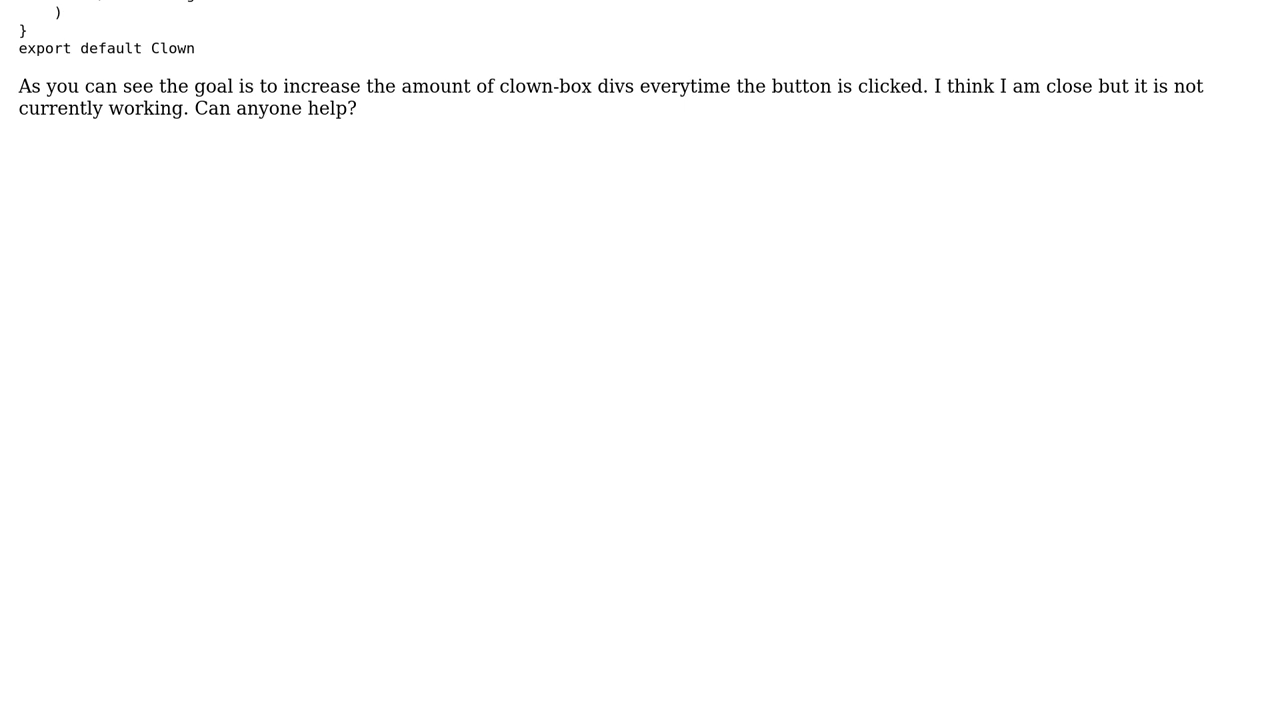 )
}
export default Clown
As you can see the goal is to increase the amount of clown-box divs everytime the button is clicked. I think I am close but it is not
currently working. Can anyone help?